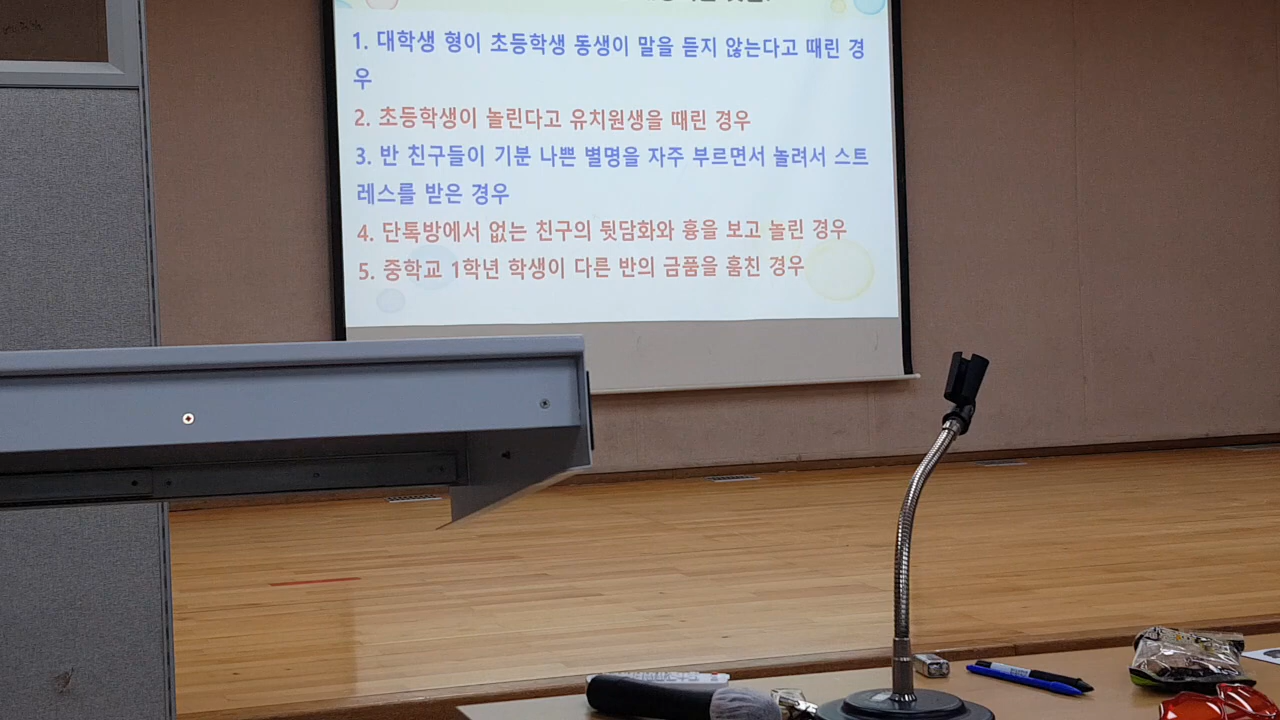 1. 대학생 형이 초등학생 동생이 말을 듣지 않는다고 때린 경
우
2. 초등학생이 놀린다고 유치원생을 때린 경우
3. 반 친구들이 기분 나쁜 별명을 자주 부르면서 놀려서 스트
레스를 받은 경우
4. 단톡방에서 없는 친구의 뒷담화와 흉을 보고 놀린 경우
5. 중학교 1학년 학생이 다른 반의 금품을 훔친 경우